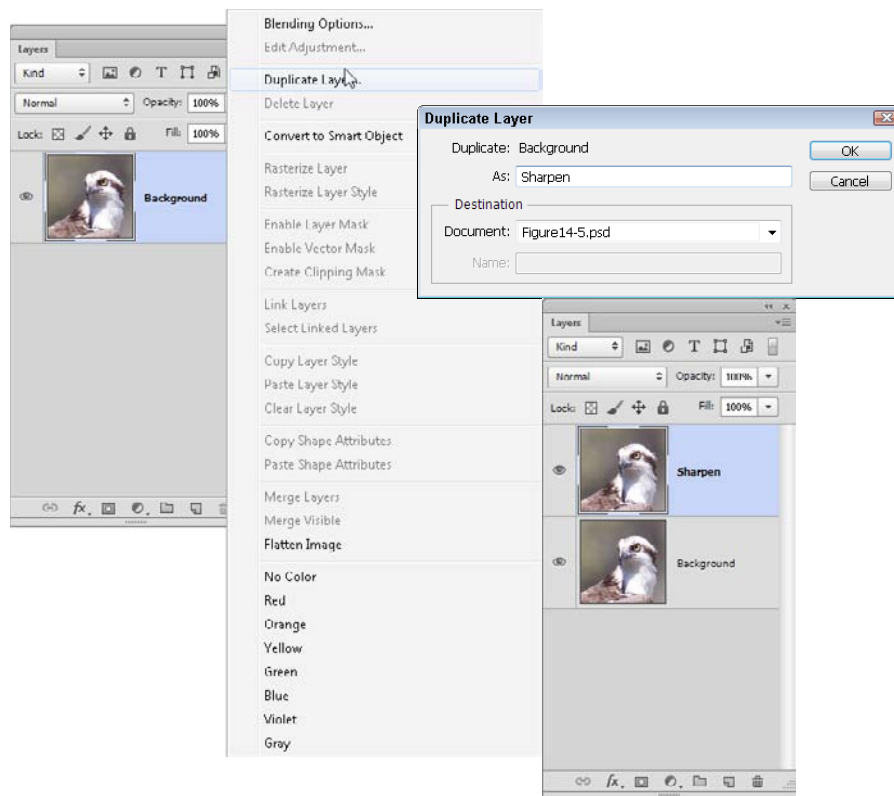 Layers
Kind
T
Normal
Opacity: 100%
Lock:
Fill: 100%
Background
fx.
Blending Options...
Edit Adjustment...
Duplicate Layer...
Delete Layer
Convert to Smart Object
Rasterize Layer
Rasterize Layer Style
Enable Layer Mask
Enable Vector Mask
Create Clipping Mask
Link Layers
Select Linked Layers
Copy Layer Style
Paste Layer Style
Clear Layer Style
Copy Shape Attributes
Paste Shape Attributes
Merge Layers
Merge Visible
Flatten Image
No Color
Red
Orange
Yellow
Green
Blue
Violet
Gray
Duplicate Layer
Duplicate: Background
As: Sharpen
OK
Cancel
Destination
Document: Figure14-5.psd
Name:
Layers
Kind
T
Normal
Opacity: 100%
Lock:
Fill: 100%
Sharpen
Background
fx.